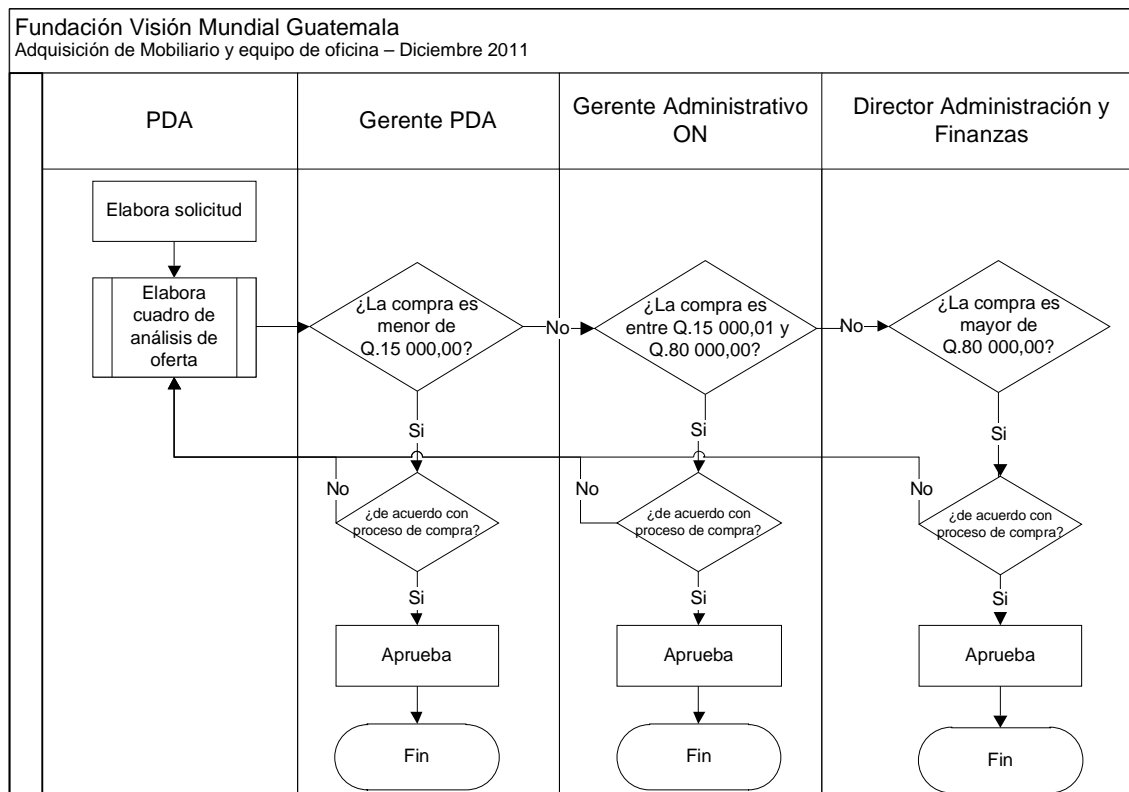 Fundación Visión Mundial Guatemala
Adquisición de Mobiliario y equipo de oficina – Diciembre 2011
PDA
Gerente PDA
Gerente Administrativo
ON
Director Administración y
Finanzas
Elabora solicitud
Elabora
cuadro de
análisis de
oferta
¿La compra es
menor de
Q.15 000,00?
No
¿La compra es
entre Q.15 000,01 y
Q.80 000,00?
No
¿La compra es
mayor de
Q.80 000,00?
Si
Si
Si
No
¿de acuerdo con
proceso de compra?
No
¿de acuerdo con
proceso de compra?
No
¿de acuerdo con
proceso de compra?
Si
Si
Si
Aprueba
Aprueba
Aprueba
Fin
Fin
Fin